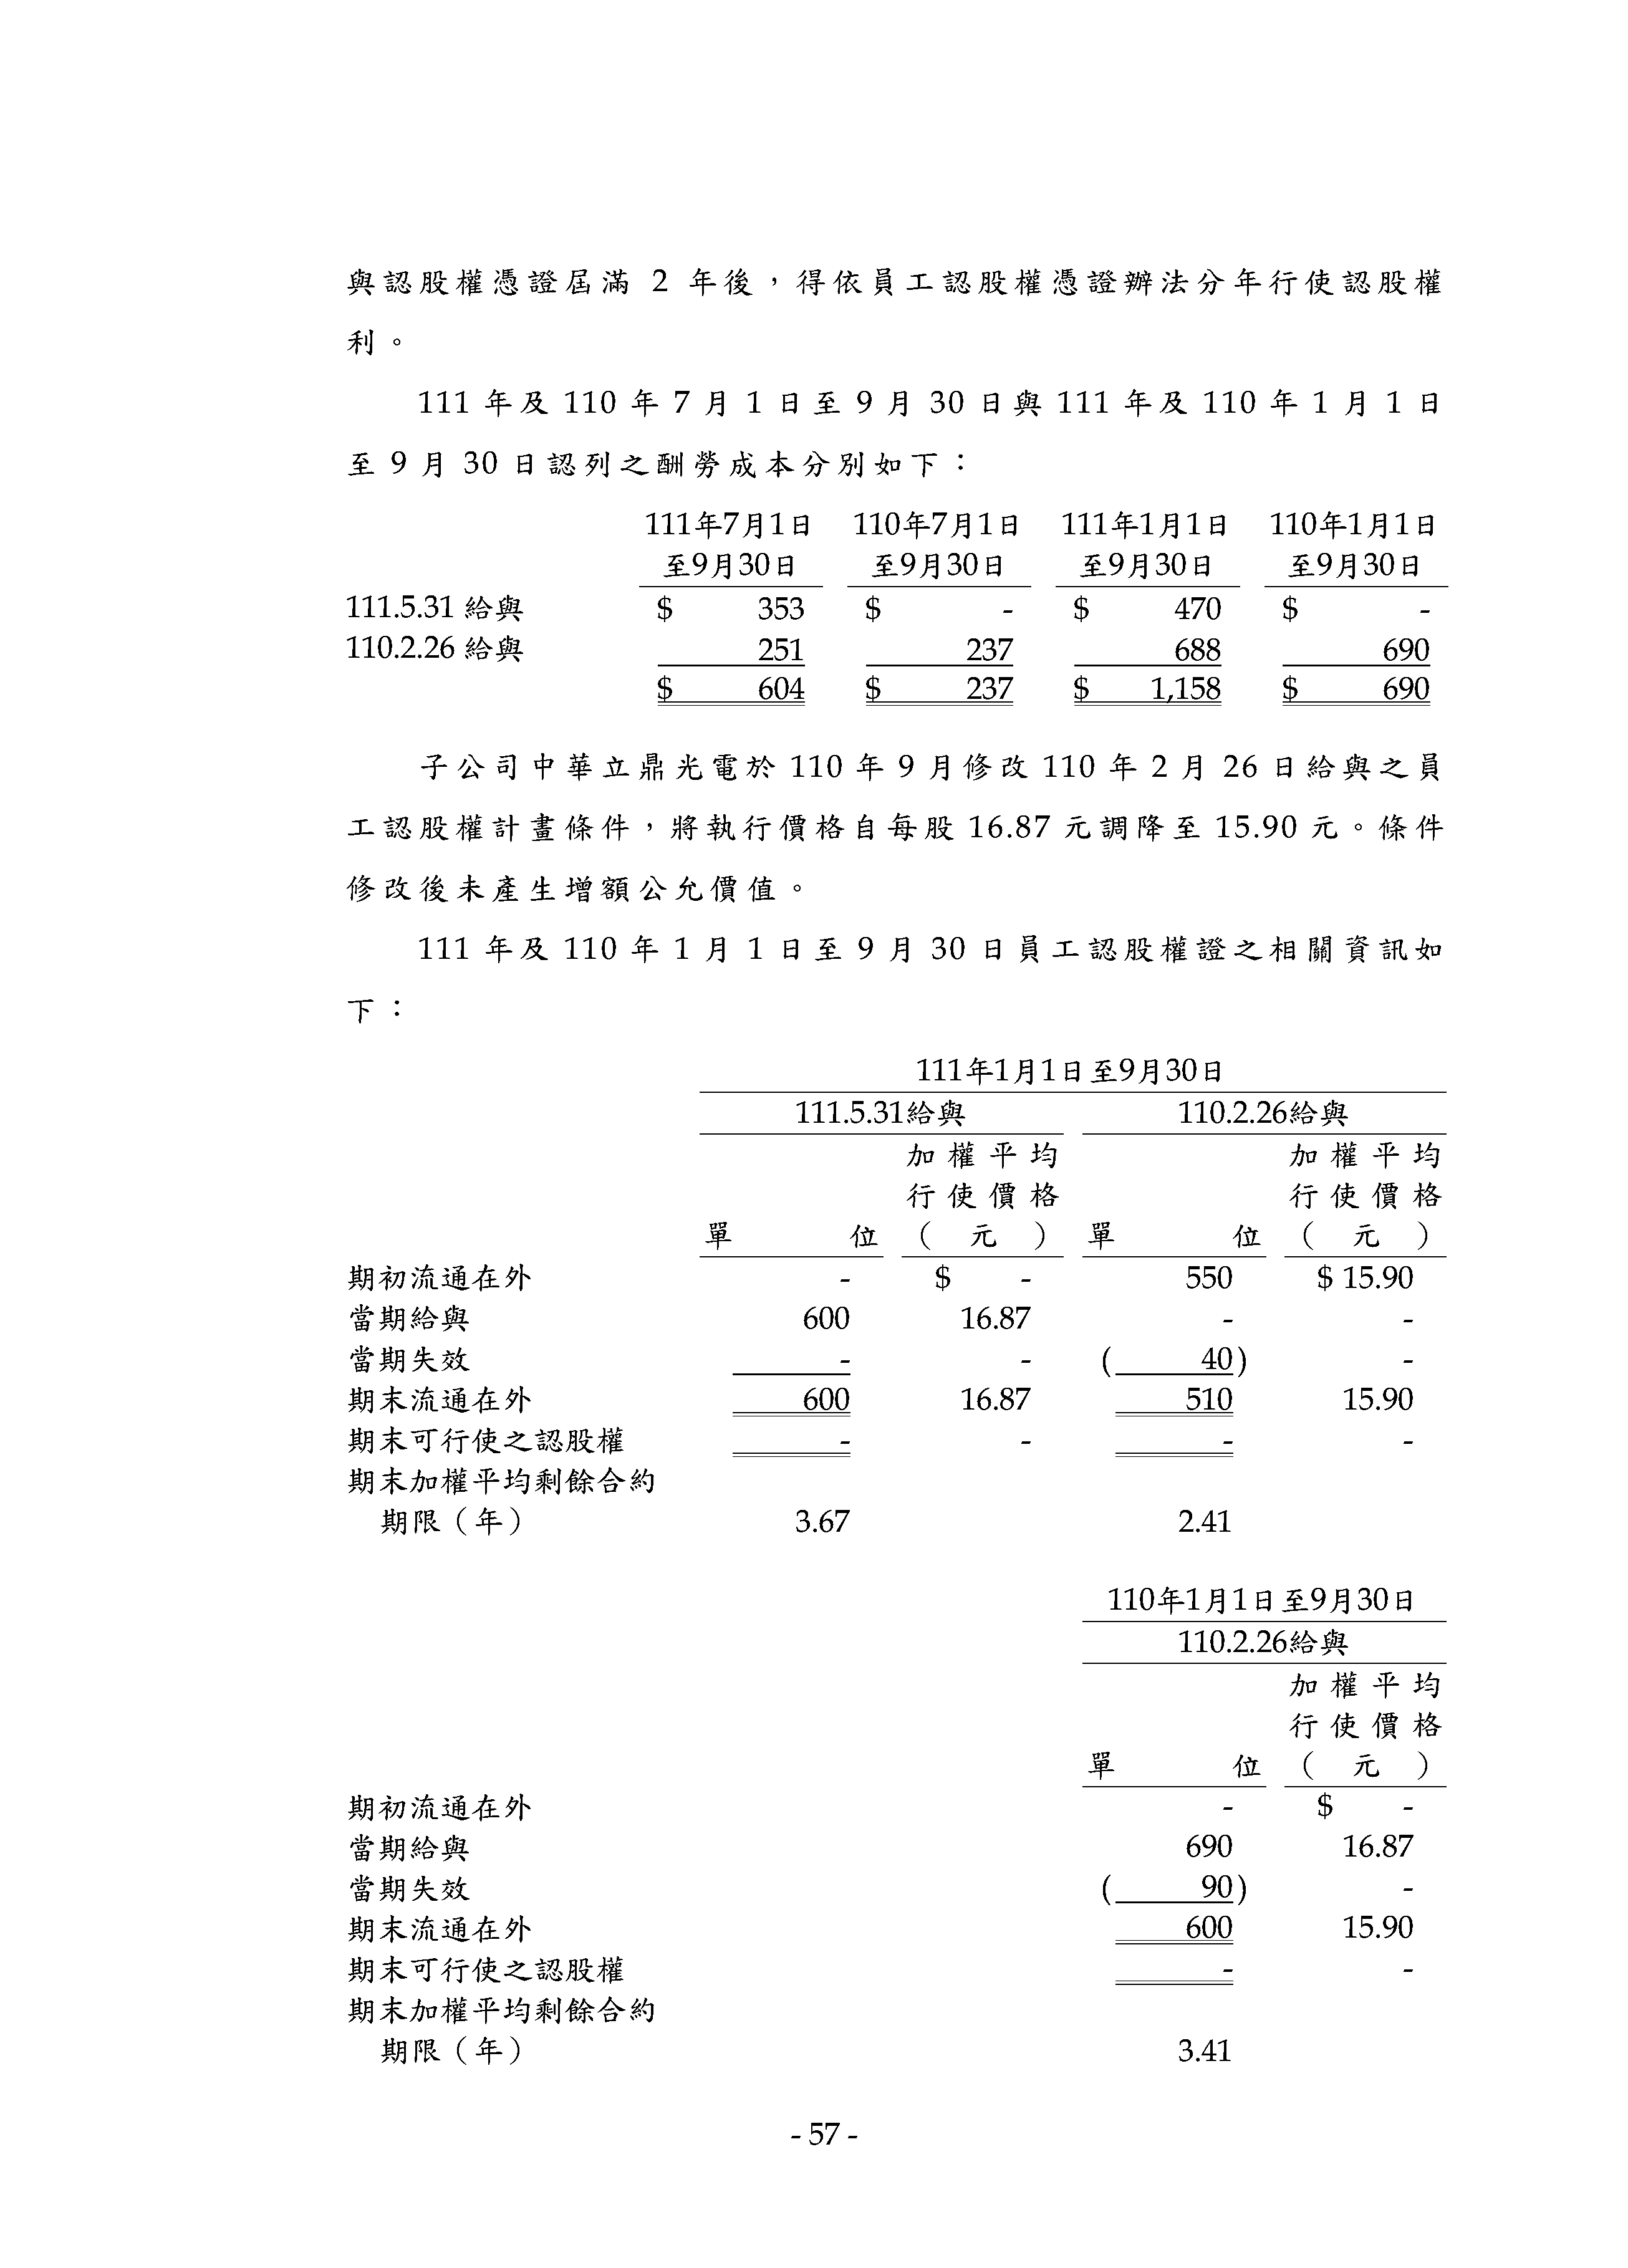 與認股權憑證屆滿 2 年後，得依員工認股權憑證辦法分年行使認股權
利。
111 年及 110 年 7 月 1 日至 9 月 30 日與 111 年及 110 年 1 月 1 日
至 9 月 30 日認列之酬勞成本分別如下：
111年7月1日 110年7月1日 111年1月1日 110年1月1日
至9月30日 至9月30日 至9月30日 至9月30日
111.5.31 給與 $ 353 $ - $ 470 $ -
110.2.26 給與 251 237 688 690
$ 604 $ 237 $ 1,158 $ 690
子公司中華立鼎光電於 110 年 9 月修改 110 年 2 月 26 日給與之員
工認股權計畫條件，將執行價格自每股 16.87 元調降至 15.90 元。條件
修改後未產生增額公允價值。
111 年及 110 年 1 月 1 日至 9 月 30 日員工認股權證之相關資訊如
下：
111年1月1日至9月30日
111.5.31給與 110.2.26給與
加權平均 加權平均
行使價格 行使價格
單位 （元） 單位 （元）
期初流通在外 - $ - 550 $ 15.90
當期給與 600 16.87 - -
當期失效 - - ( 40) -
期末流通在外 600 16.87 510 15.90
期末可行使之認股權 - - - -
期末加權平均剩餘合約
期限（年） 3.67 2.41
110年1月1日至9月30日
110.2.26給與
加權平均
行使價格
單位 （元）
期初流通在外 - $ -
當期給與 690 16.87
當期失效 ( 90) -
期末流通在外 600 15.90
期末可行使之認股權 - -
期末加權平均剩餘合約
期限（年） 3.41
- 57 -